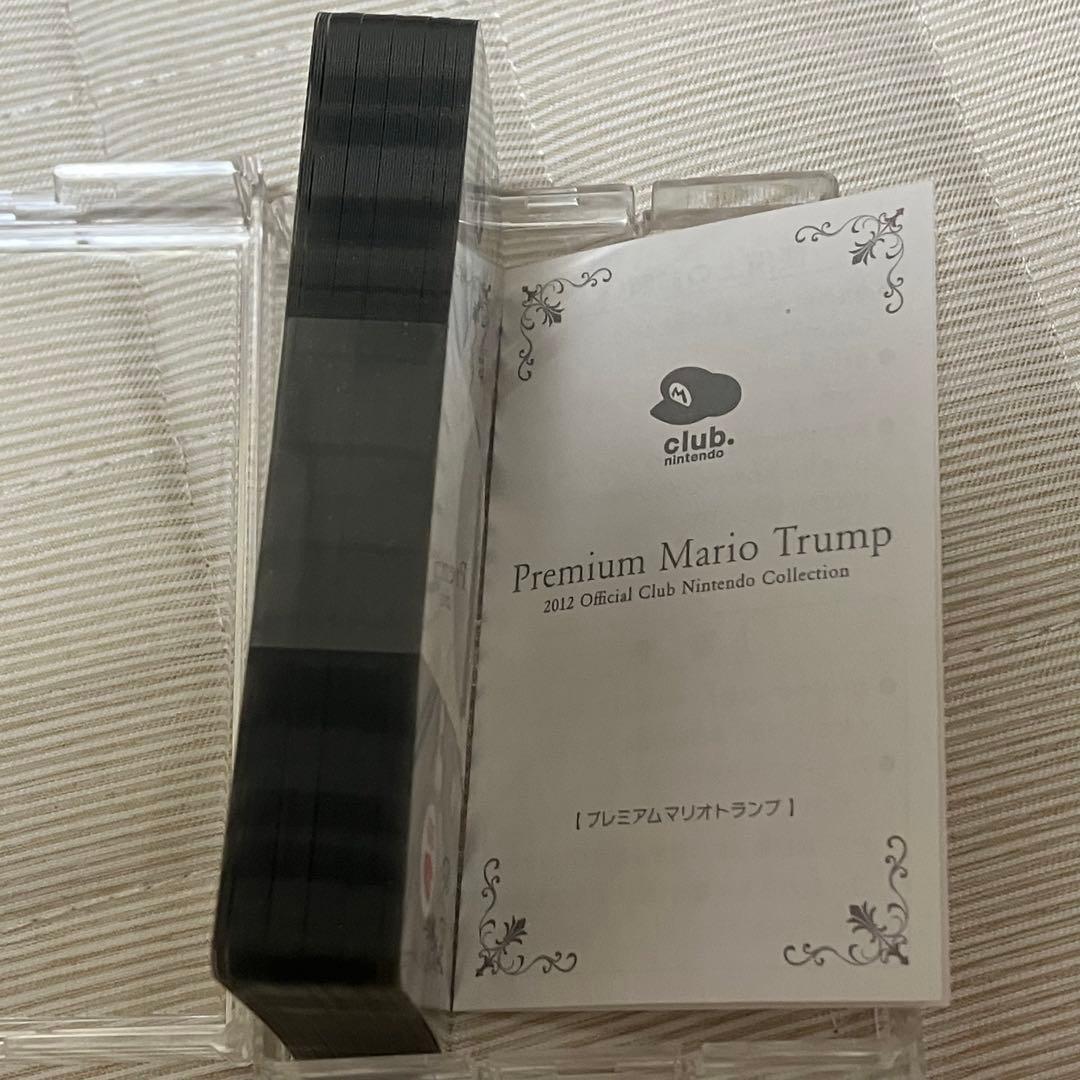 M
club.
nintendo
Premium Mario Trump
2012 Official Club Nintendo Collection
【プレミアムマリオトランプ】